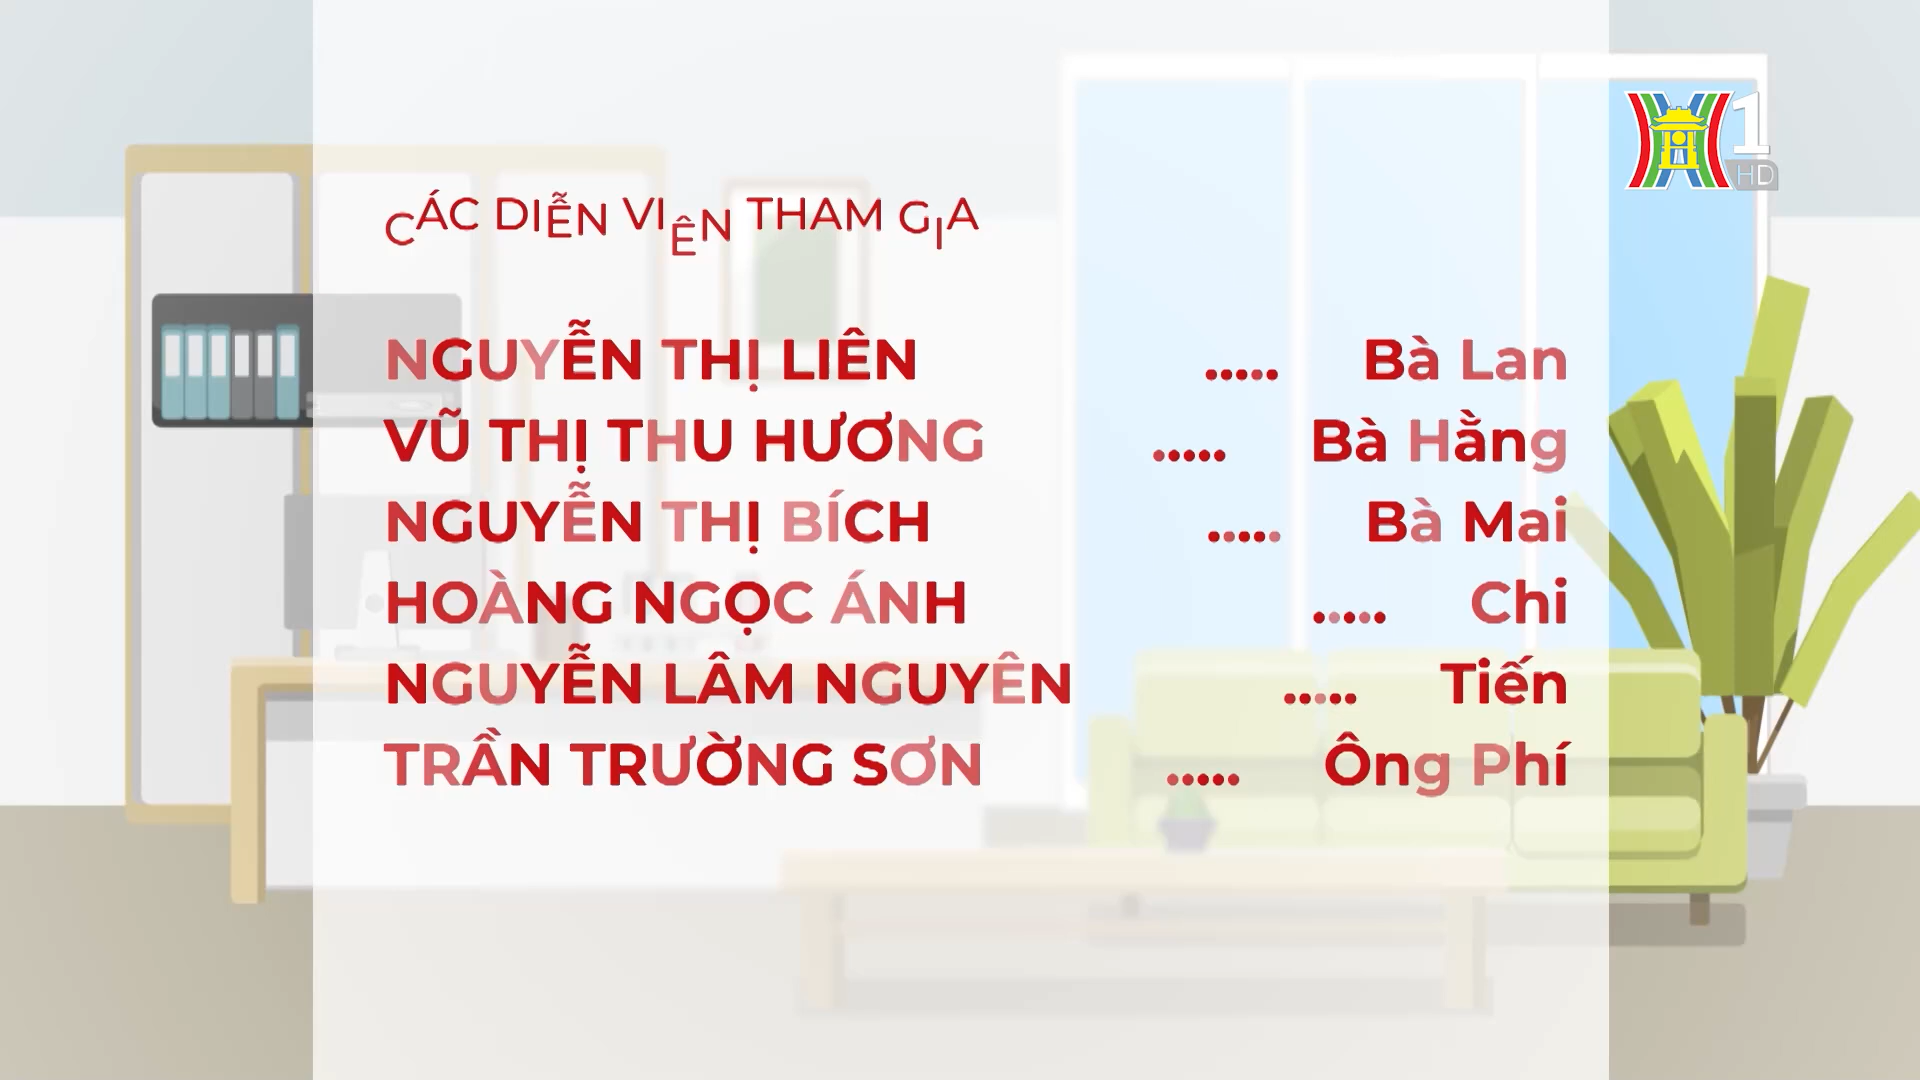 CÁC DIỄN VIÊN THAM GIA
1
HD
NGUYỄN THỊ LIÊN ..... Bà Lan
VŨ THỊ THU HƯƠNG ..... Bà Hằng
NGUYỄN THỊ BÍCH ..... Bà Mai
HOÀNG NGỌC ÁNH ..... Chi
NGUYỄN LÂM NGUYÊN ..... Tiến
TRẦN TRƯỜNG SƠN ..... Ông Phí